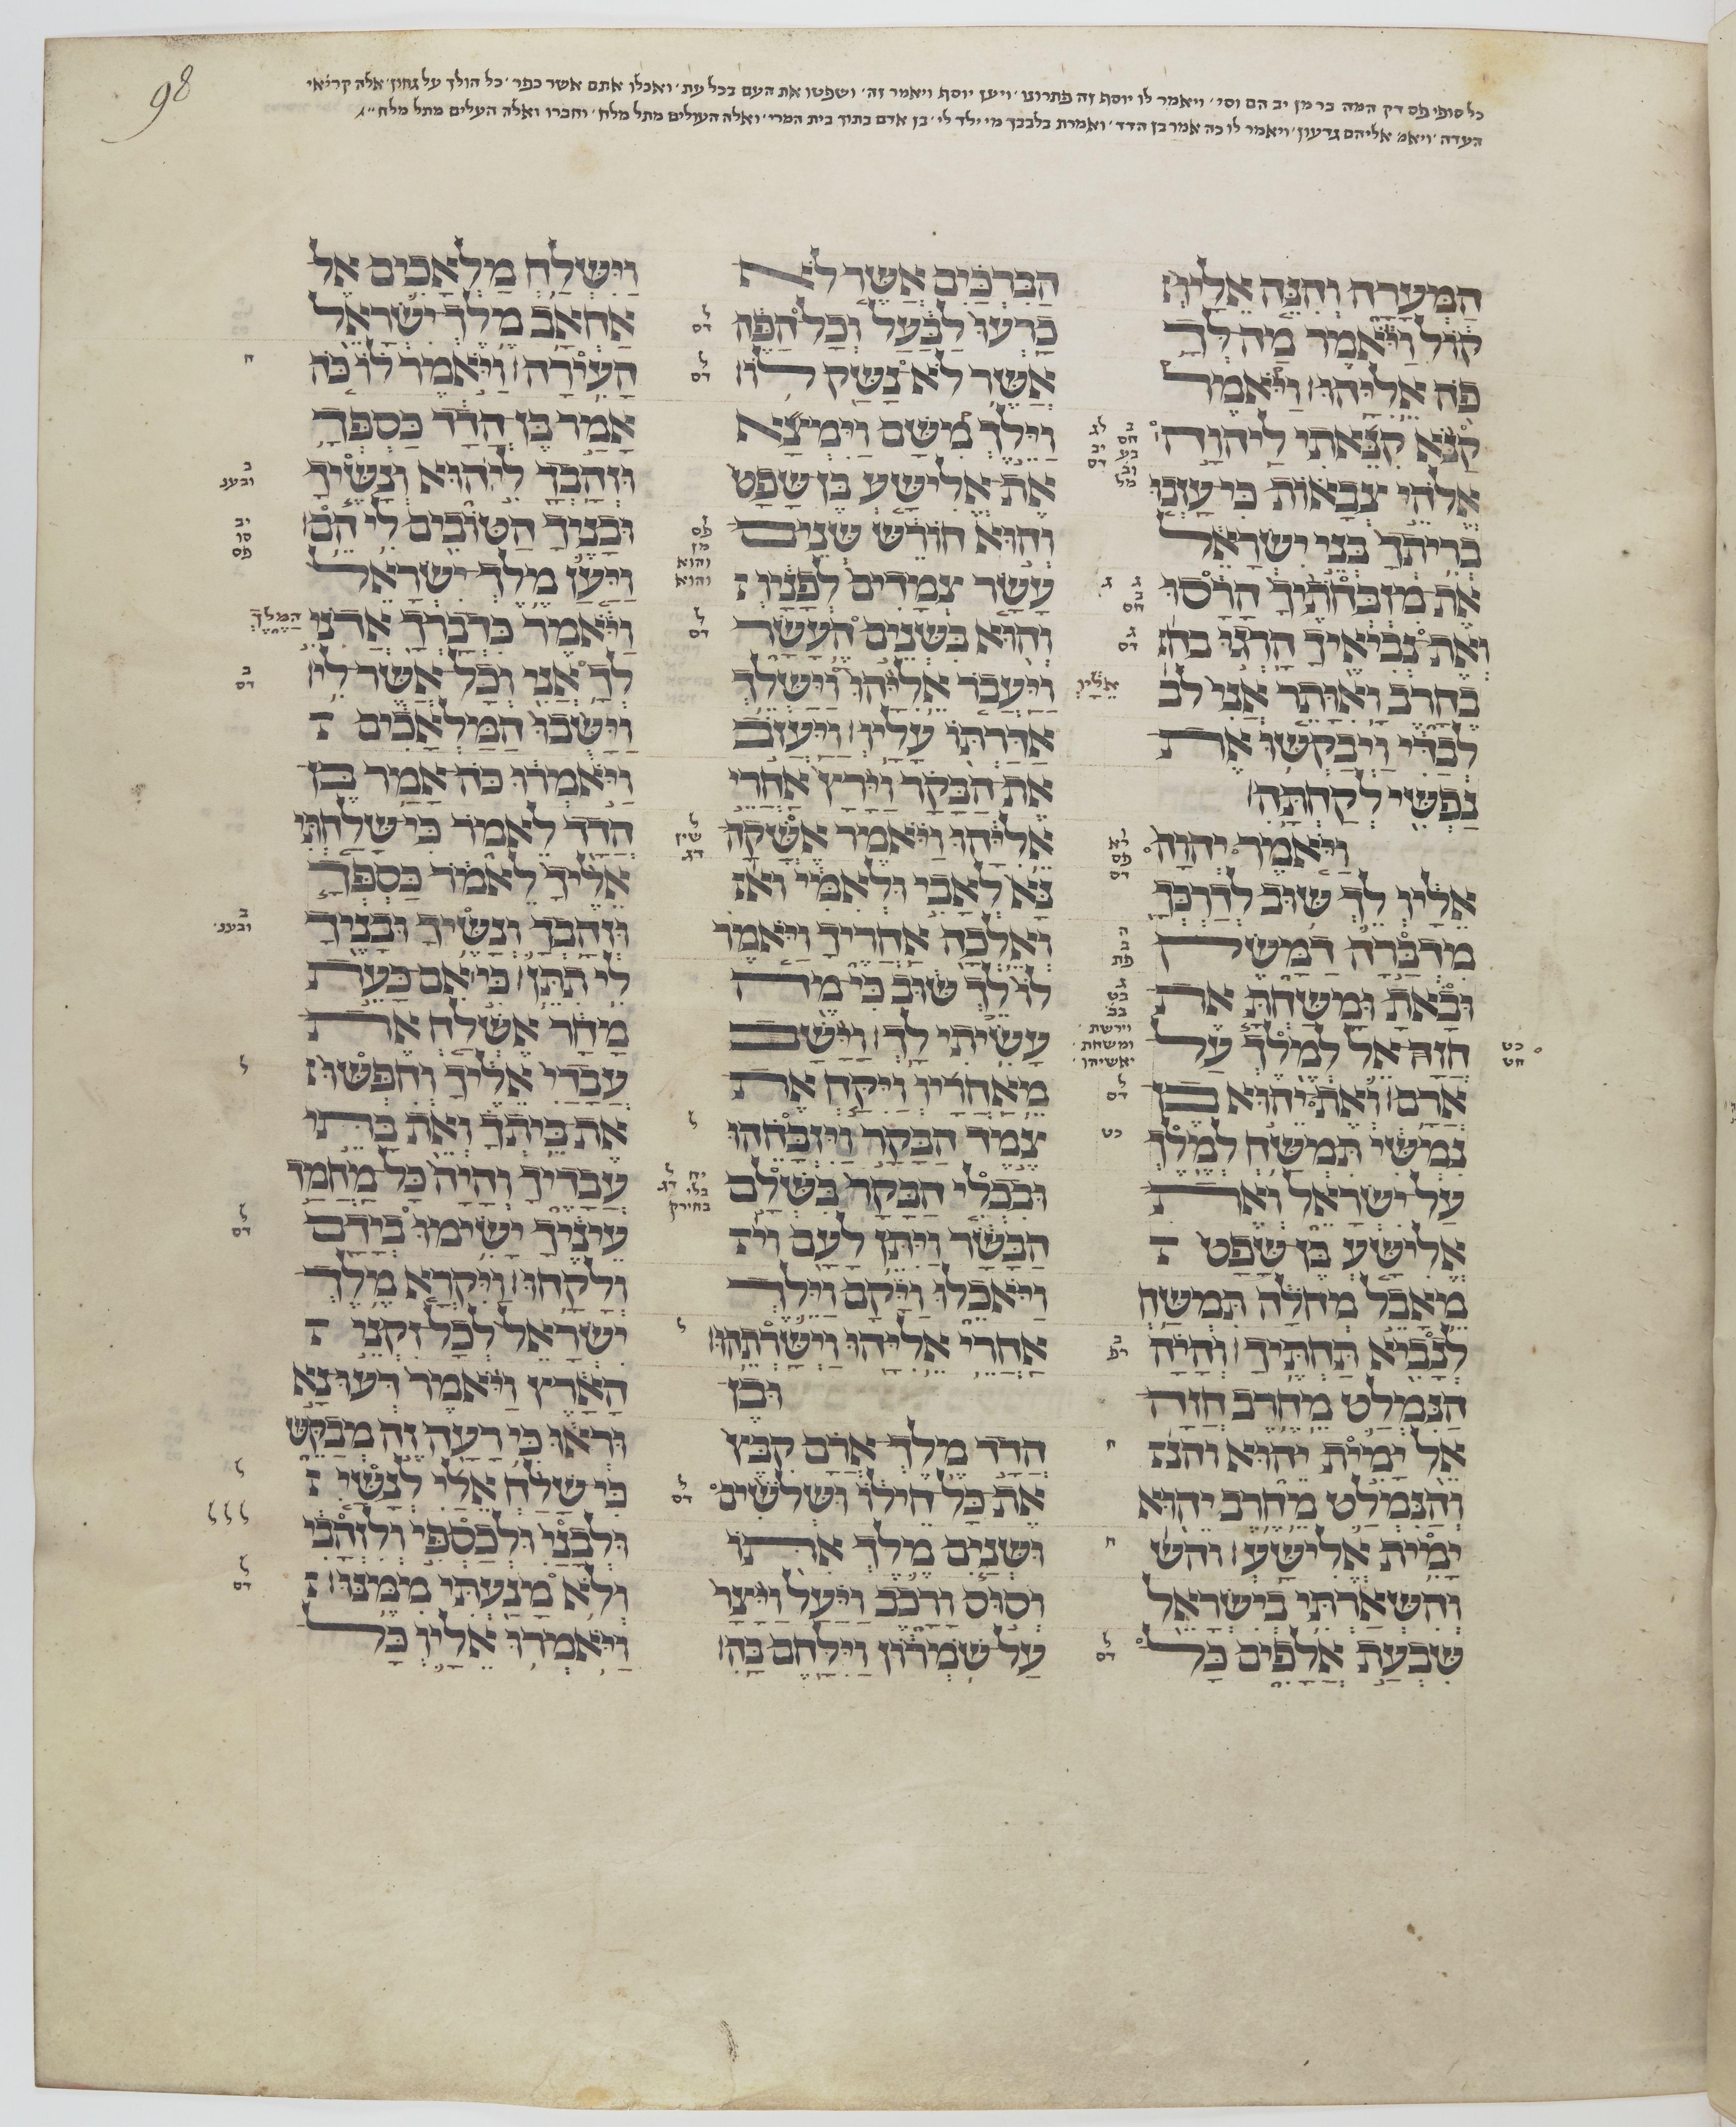 98
כל סופי פס דק המה בר מן יב הם וסי׳ ויאמר לו יוסף זה פתרונו׳ ויען יוסף ויאמר זה׳ ושפטו את העם בכל עת׳ ואכלו אתם אשר כפר׳ כל הולך על גחון׳ אלה קריאי
העדה׳ ויאמ אליהם גדעון׳ ויאמר לו כה אמר בן הדד׳ ואמרת בלבבך מי ילד לי׳ בן אדם בתוך בית המרי׳ ואלה העולים מתל מלח׳ וחברו ואלה העלים מתל מלח
המערה והנה אליו
קול ויאמר מה לך
פה אליהו ויאמר
קנא קנאתי ליהוה
אלהי צבאות כי עזבו
בריתך בני ישראל
את מזבחתיך הרסו
ואת נביאיך הרגו בח
בחרב ואותר אני לב
לבדי ויבקשו את
נפשי לקחתה
ויאמר יהוה
אליו לך שוב לדרכך
מדברה דמשק
ובאת ומשחת את
חזהאל למלך על
ארם ואת יהוא בן
נמשי תמשח למלך
על ישראל ואת
אלישע בן שפט
מאבל מחלה תמשח
לנביא תחתיך והיה
הנמלט מחרב חזה
אל ימית יהוא והנ
והנמלט מחרב יהוא
ימית אלישע והש
והשארתי בישראל
שבעת אלפים כל
הברכים אשר לא
כרעו לבעל וכל הפה
אשר לא נשק לו
וילך משם וימצא
את אלישע בן שפט
והוא חורש שנים
עשר צמדים לפניו
והוא בשנים העשר
ויעבר אליהו וישלך
אדרתו עליו ויעזב
את הבקר וירץ אחרי
אליהו ויאמר אשקה
נא לאבי ולאמי וא
ואלכה אחריך ויאמר
לו לך שוב כי מה
עשיתי לך וישב
מאחריו ויקח את
צמד הבקר ויזבחהו
ובכלי הבקר בשלם
הבשר ויתן לעם וי
ויאכלו ויקם וילך
אחרי אליהו וישרתהו
ובן
הדד מלך ארם קבץ
את כל חילו ושלשים
ושנים מלך אתו
וסוס ורכב ויעל ויצר
על שמרון וילחם בה
וישלח מלאכים אל
אחאב מלך ישראל
העירה ויאמר לו כה
אמר בן הדד כספך
וזהבך לי הוא ונשיך
ובניך הטובים לי הם
ויען מלך ישראל
ויאמר כדברך אדני המלך
לך אני וכל אשר לי
וישבו המלאכים
ויאמרו כה אמר בן
הדד לאמר כי שלחתי
אליך לאמר כספך
וזהבך ונשיך ובניך
לי תתן כי אם כעת
מחר אשלח את
עבדי אליך וחפשו
את ביתך ואת בתי
עבדיך והיה כל מחמד
עיניך ישימו בידם
ולקחו ויקרא מלך
ישראל לכל זקני
הארץ ויאמר דעו נא
וראו כי רעה זה מבקש
כי שלח אלי לנשי
ולבני ולכספי ולזהבי
ולא מנעתי ממנו
ויאמרו אליו כל